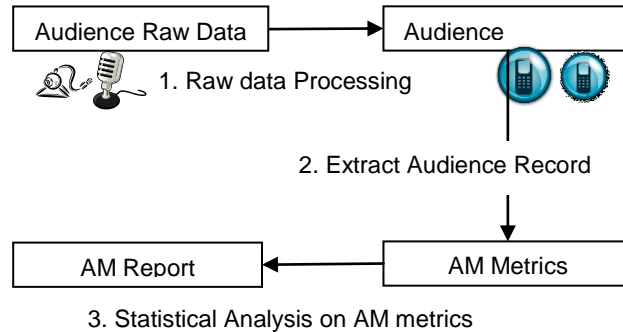 Audience Raw Data
Audience
1. Raw data Processing
2. Extract Audience Record
AM Report
AM Metrics
3. Statistical Analysis on AM metrics